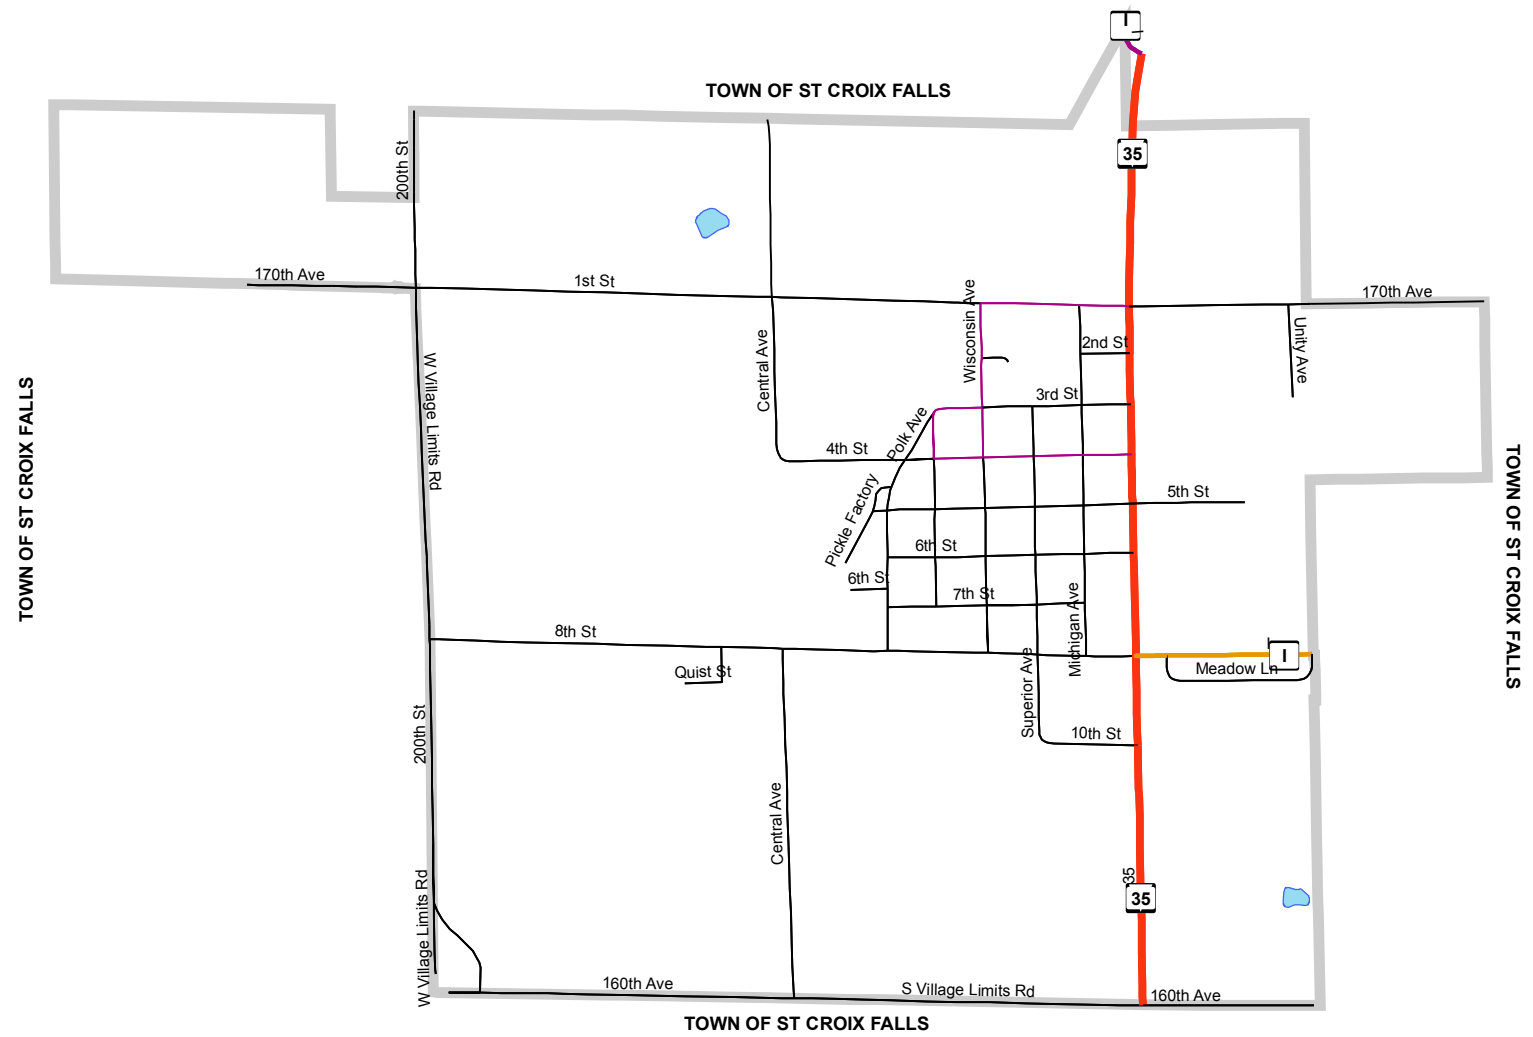 I
TOWN OF ST CROIX FALLS
35
200th St
170th Ave
1st St
Wisconsin Ave
170th Ave
Unity Ave
2nd St
Central Ave
W Village Limits Rd
TOWN OF ST CROIX FALLS
3rd St
Polk Ave
4th St
TOWN OF ST CROIX FALLS
Pickle Factory
5th St
6th St
6th St
7th St
Michigan Ave
8th St
I
Meadow Ln
Quist St
Superior Ave
200th St
10th St
Central Ave
35
35
W Village Limits Rd
160th Ave
S Village Limits Rd
160th Ave
TOWN OF ST CROIX FALLS